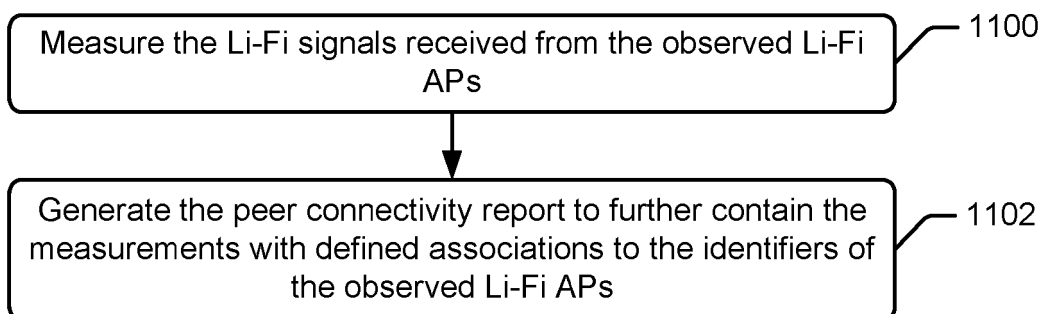 Measure the Li-Fi signals received from the observed Li-Fi
APs
1100
Generate the peer connectivity report to further contain the
measurements with defined associations to the identifiers of
the observed Li-Fi APs
1102